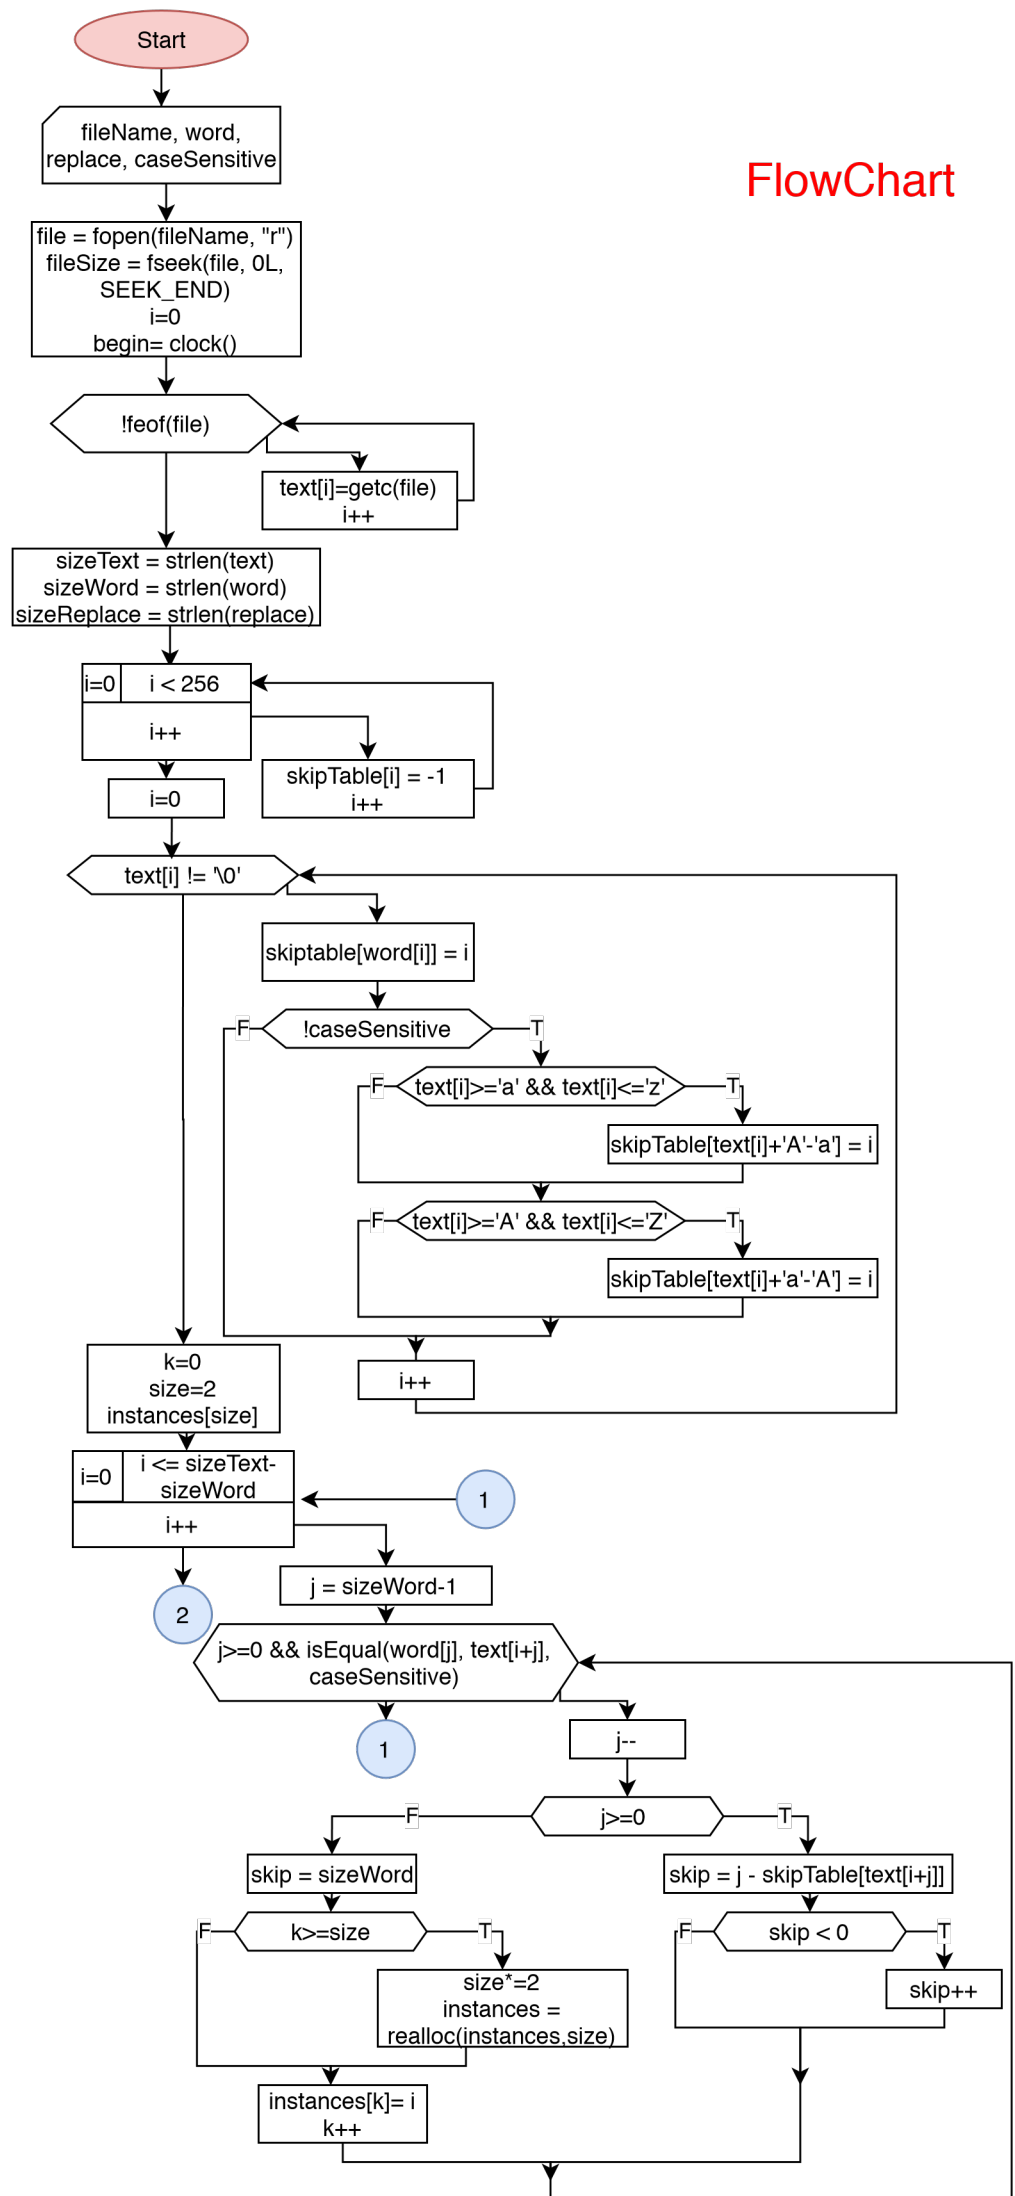 Start
fileName, word,
replace, caseSensitive
FlowChart
file = fopen(fileName, "r")
fileSize = fseek(file, 0L,
SEEK_END)
i=0
begin= clock()
!feof(file)
text[i]=getc(file)
i++
sizeText = strlen(text)
sizeWord = strlen(word)
sizeReplace = strlen(replace)
i=0
i < 256
i++
skipTable[i] = -1
i++
i=0
text[i] != '\0'
skiptable[word[i]] = i
F
!caseSensitive
T
F
text[i]>='a' && text[i]<='z'
T
skipTable[text[i]+'A'-'a'] = i
F
text[i]>='A' && text[i]<='Z'
T
skipTable[text[i]+'a'-'A'] = i
i++
k=0
size=2
instances[size]
i=0
i <= sizeText-
sizeWord
1
i++
j = sizeWord-1
2
j>=0 && isEqual(word[j], text[i+j],
caseSensitive)
1
j--
F
j>=0
T
skip = sizeWord
skip = j - skipTable[text[i+j]]
F
k>=size
T
F
skip < 0
T
size*=2
instances =
realloc(instances,size)
skip++
instances[k]= i
k++